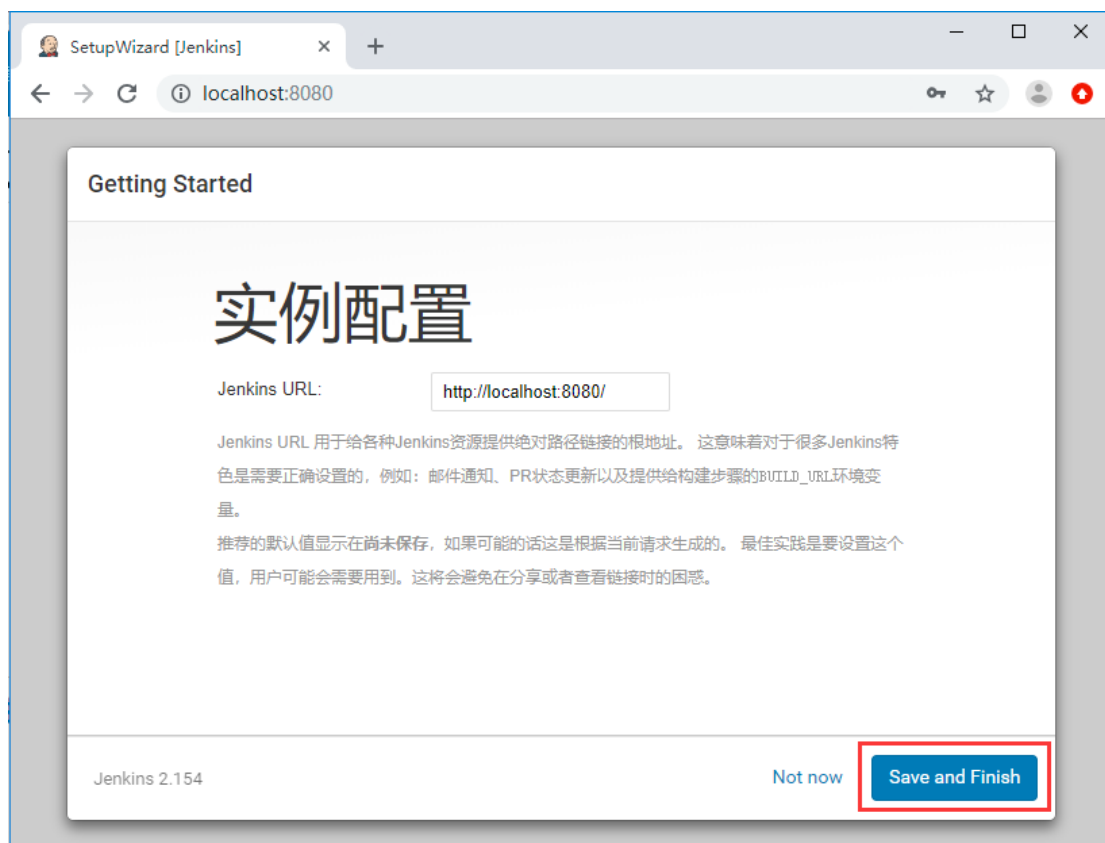 SetupWizard [Jenkins]
localhost:8080
Getting Started
实例配置
Jenkins URL:
http://localhost:8080/
Jenkins URL 用于给各种Jenkins资源提供绝对路径链接的根地址。 这意味着对于很多Jenkins特
色是需要正确设置的，例如：邮件通知、PR状态更新以及提供给构建步骤的BUILD_URL环境变
量。
推荐的默认值显示在尚未保存，如果可能的话这是根据当前请求生成的。 最佳实践是要设置这个
值，用户可能会需要用到。这将会避免在分享或者查看链接时的困惑。
Jenkins 2.154
Not now
Save and Finish